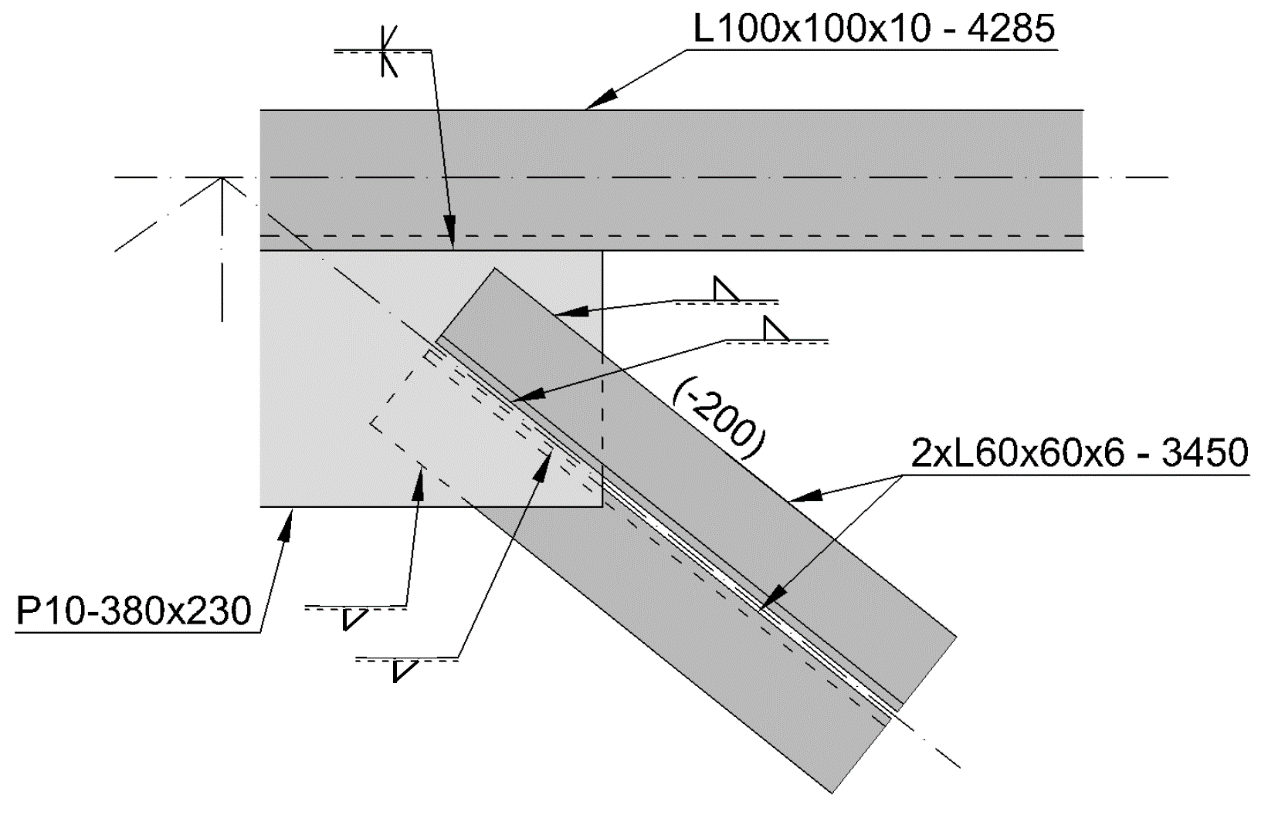 L100x100x10 - 4285
(-200)
2xL60x60x6 - 3450
P10-380x230